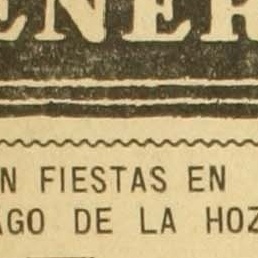 ENER
N FIESTAS EN
AGO DE LA HOZ